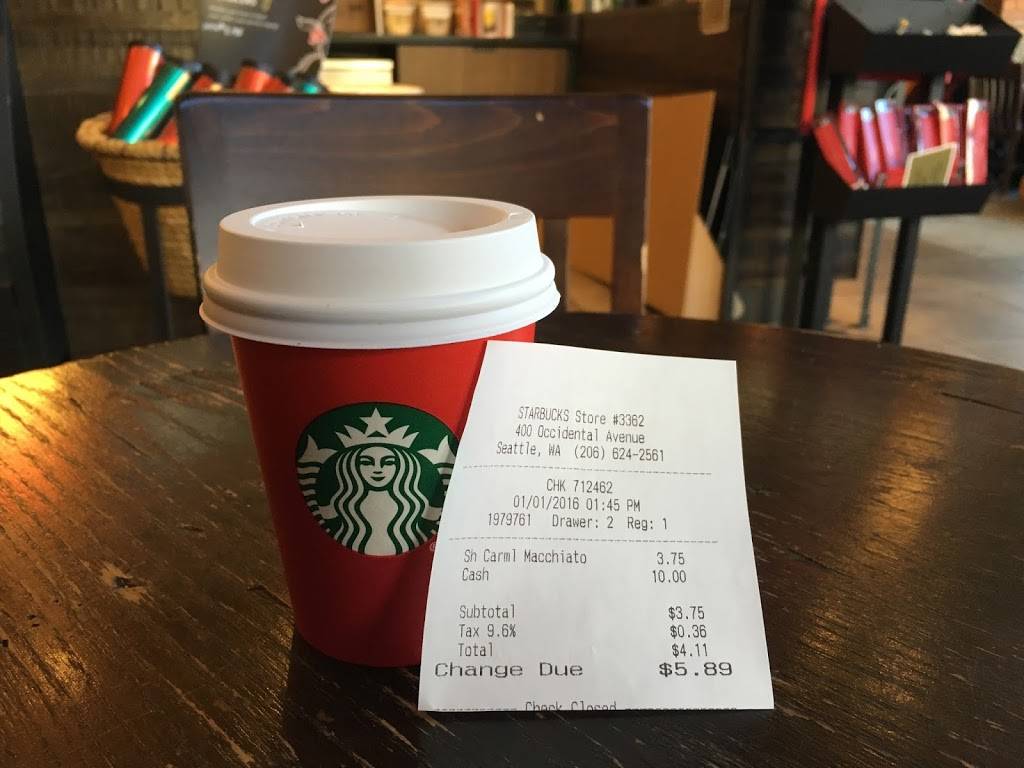 STARBUCKS Store #3362
400 Occidental Avenue
Seattle, WA (206) 624-2561
CHK 712462
01/01/2016 01:45 PM
1979761 Drawer: 2 Reg: 1
Sh Carml Macchiato 3.75
Cash 10.00
Subtotal $3.75
Tax 9.6% $0.36
Total $4.11
Change Due $5.89
Check Closed